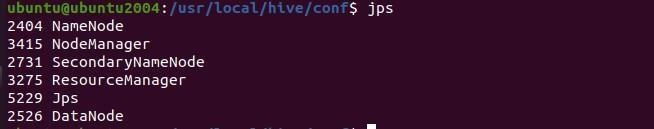 ubuntu@ubuntu2004:/usr/local/hive/conf$ jps
2404 NameNode
3415 NodeManager
2731 SecondaryNameNode
3275 ResourceManager
5229 Jps
2526 DataNode